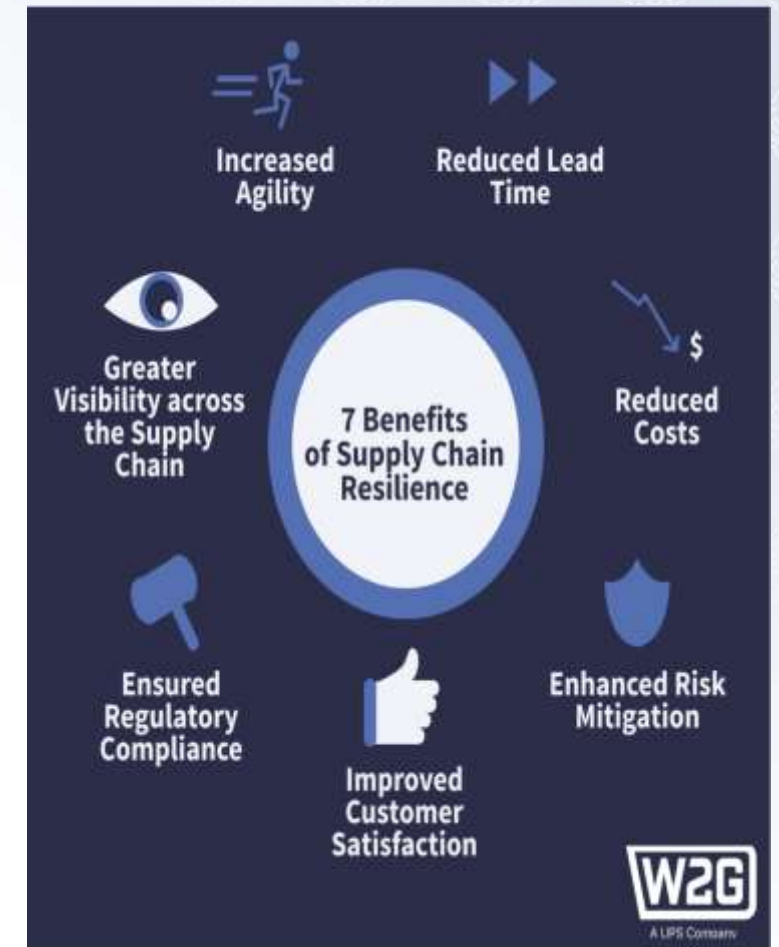 Increased
Agility
Reduced Lead
Time
Greater
Visibility across
the Supply
Chain
7 Benefits
of Supply Chain
Resilience
$
Reduced
Costs
Ensured
Regulatory
Compliance
Improved
Customer
Satisfaction
Enhanced Risk
Mitigation
W2G
A UPS Company